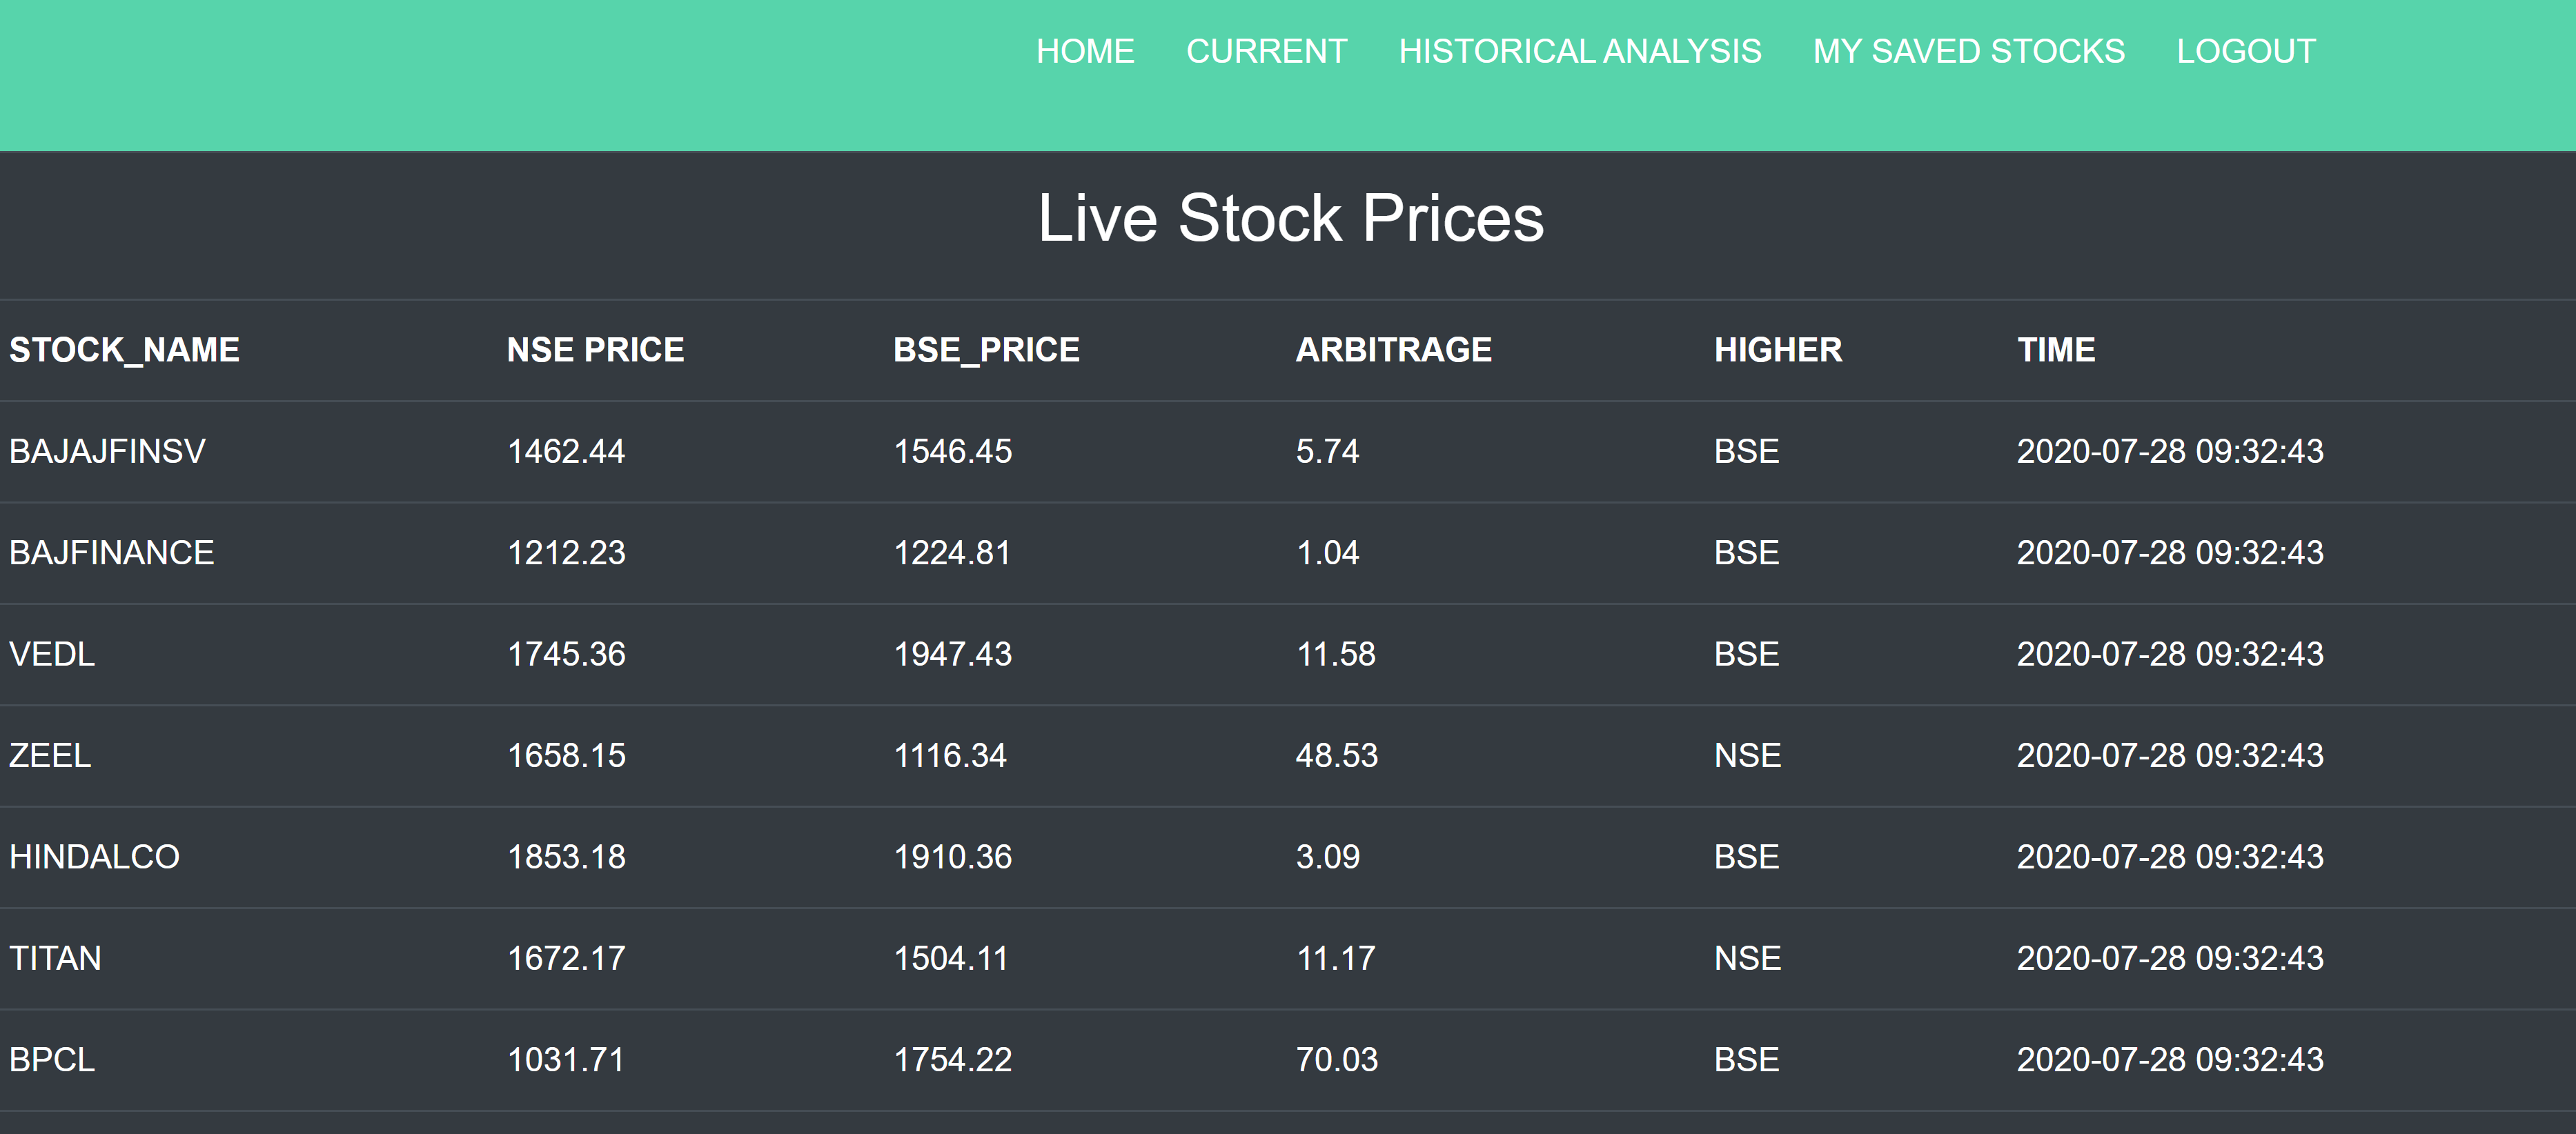 HOME CURRENT HISTORICAL ANALYSIS MY SAVED STOCKS LOGOUT
Live Stock Prices
STOCK_NAME NSE PRICE BSE_PRICE ARBITRAGE HIGHER TIME
BAJAJFINSV 1462.44 1546.45 5.74 BSE 2020-07-28 09:32:43
BAJFINANCE 1212.23 1224.81 1.04 BSE 2020-07-28 09:32:43
VEDL 1745.36 1947.43 11.58 BSE 2020-07-28 09:32:43
ZEEL 1658.15 1116.34 48.53 NSE 2020-07-28 09:32:43
HINDALCO 1853.18 1910.36 3.09 BSE 2020-07-28 09:32:43
TITAN 1672.17 1504.11 11.17 NSE 2020-07-28 09:32:43
BPCL 1031.71 1754.22 70.03 BSE 2020-07-28 09:32:43